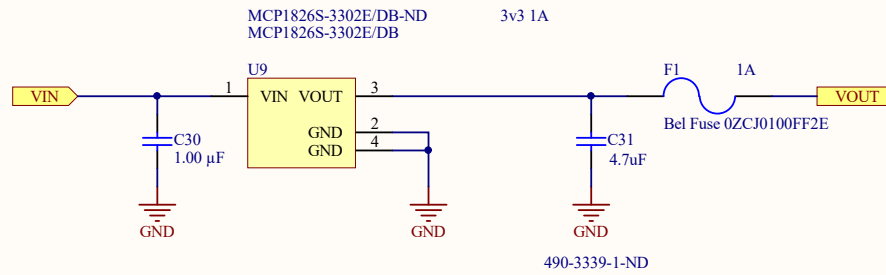 MCP1826S-3302E/DB-ND 3v3 1A
MCP1826S-3302E/DB
U9 F1 1A
VIN 1 VIN VOUT 3 VOUT
Bel Fuse 0ZCJ0100FF2E
GND 2
GND 4
C30
1.00 µF
C31
4.7uF
GND GND GND
490-3339-1-ND